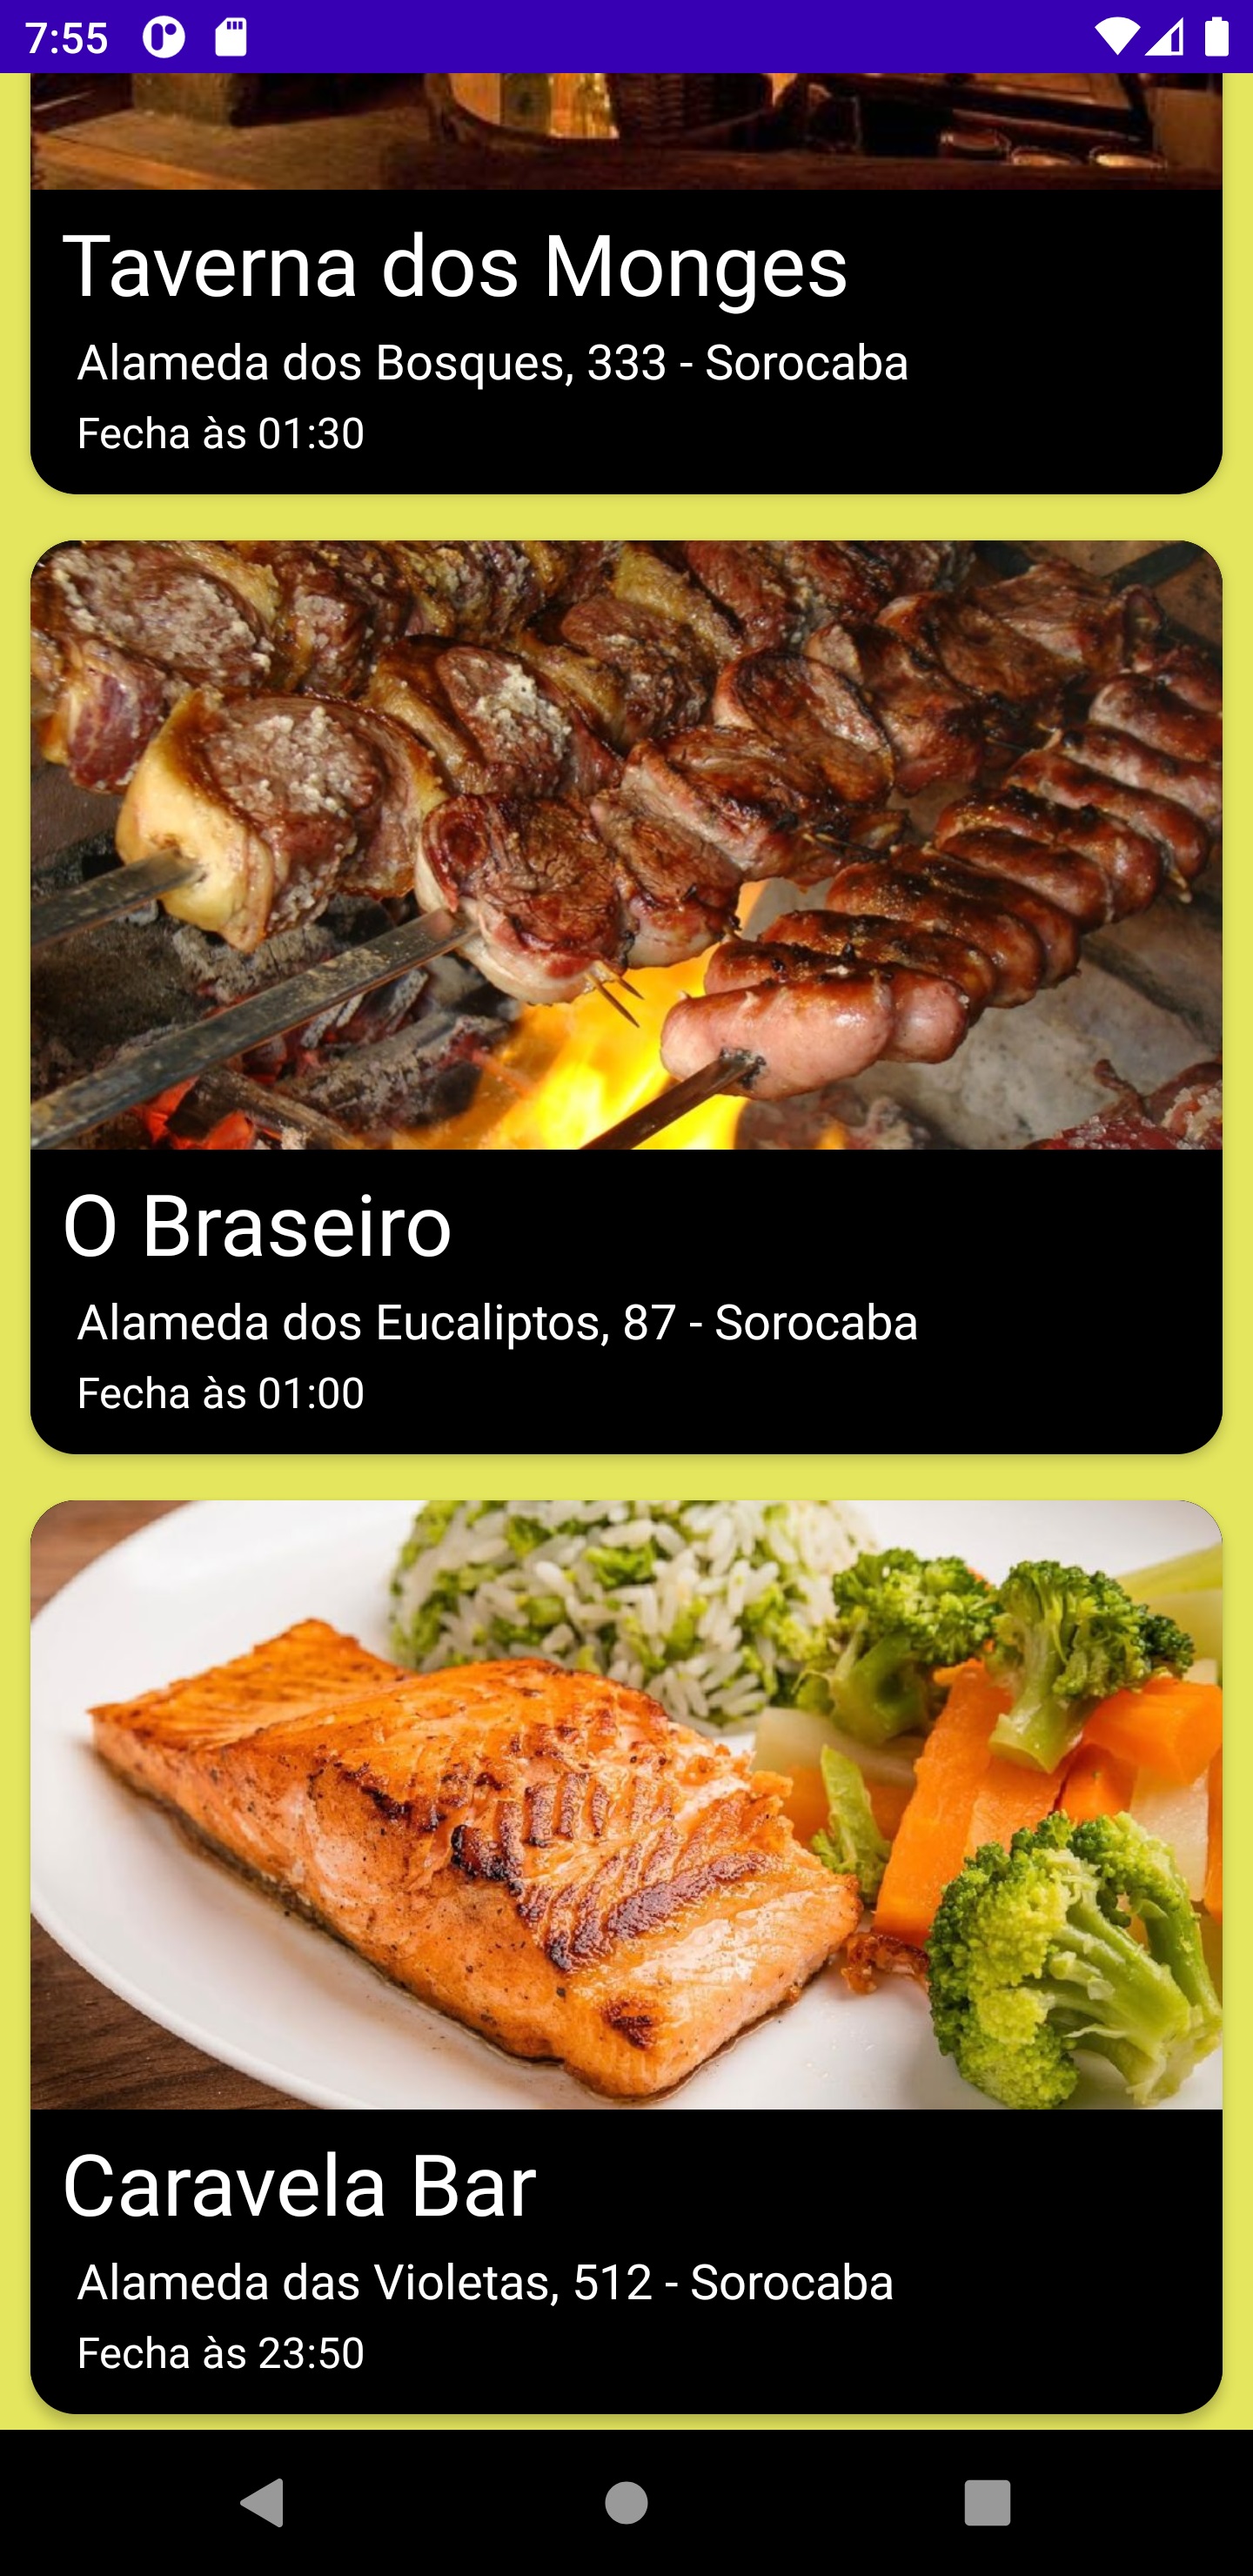 7:55
Taverna dos Monges
Alameda dos Bosques, 333 - Sorocaba
Fecha às 01:30
O Braseiro
Alameda dos Eucaliptos, 87 - Sorocaba
Fecha às 01:00
Caravela Bar
Alameda das Violetas, 512 - Sorocaba
Fecha às 23:50